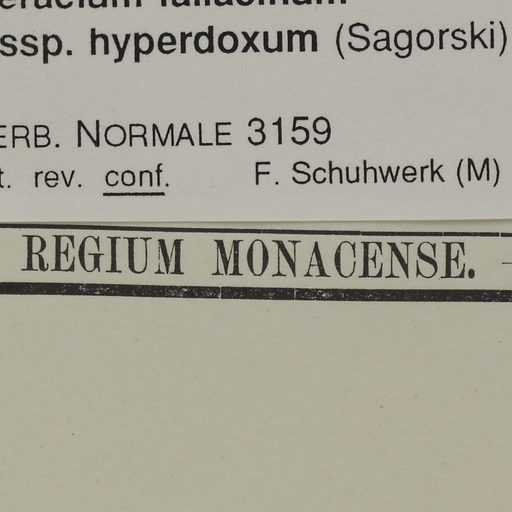 ssp. hyperdoxum (Sagorski)
ERB. NORMALE 3159
t. rev. conf. F. Schuhwerk (M)
REGIUM MONACENSE.